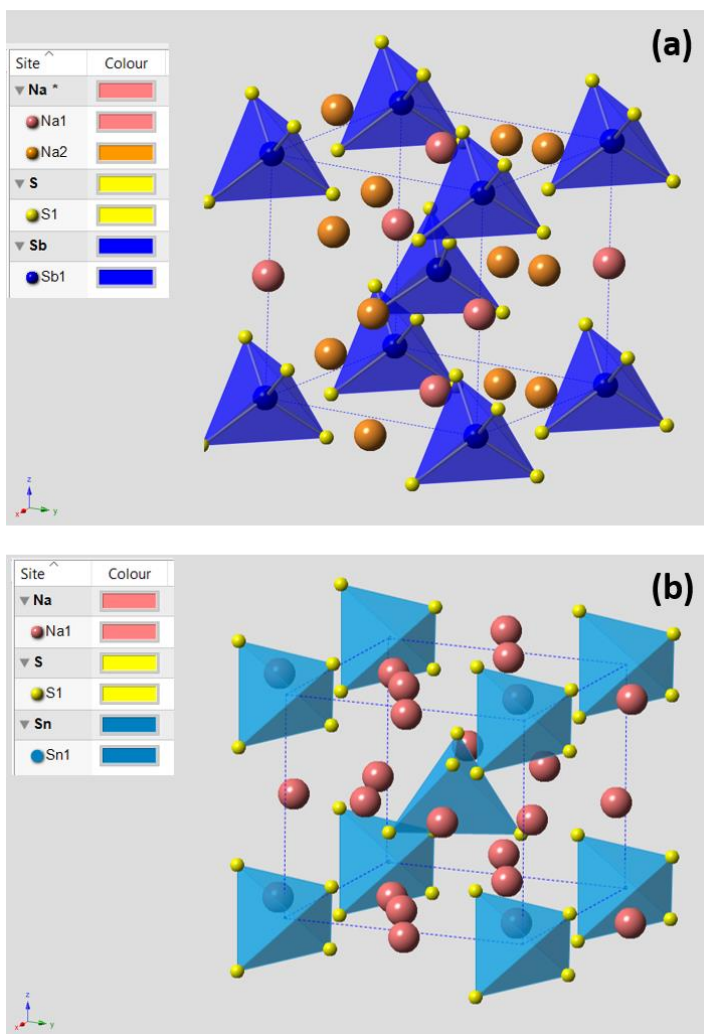 (a)
Site Colour
Na *
Na1
Na2
S
S1
Sb
Sb1
z
x y
(b)
Site Colour
Na
Na1
S
S1
Sn
Sn1
z
x y